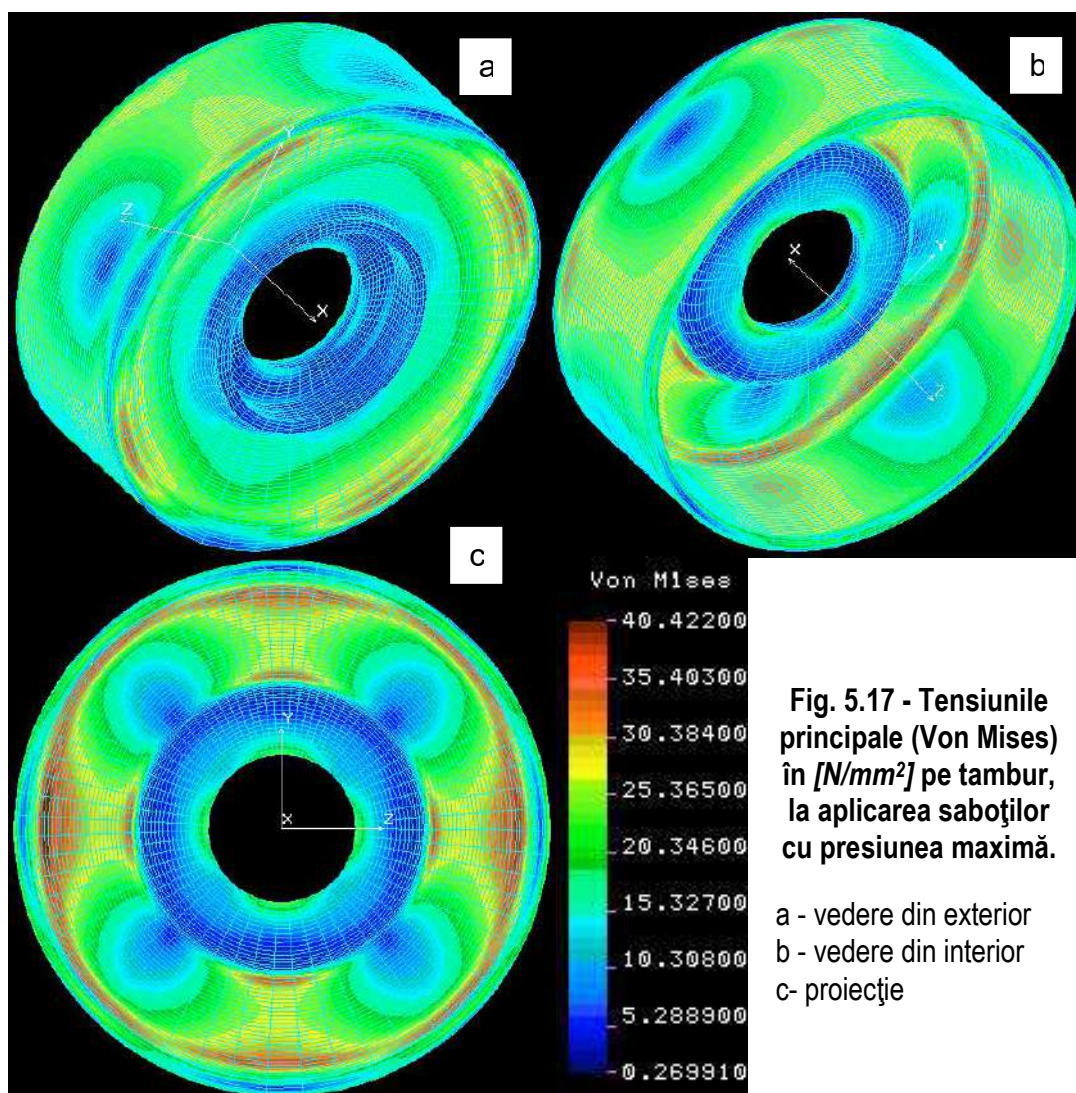 a
b
Y
Z
X
X
Y
Z
c
Y
X
Z
Von Mises
40.42200
35.40300
30.38400
25.36500
20.34600
15.32700
10.30800
5.288900
0.269910
Fig. 5.17 - Tensiunile
principale (Von Mises)
în [N/mm²] pe tambur,
la aplicarea saboţilor
cu presiunea maximă.
a - vedere din exterior
b - vedere din interior
c- proiecţie